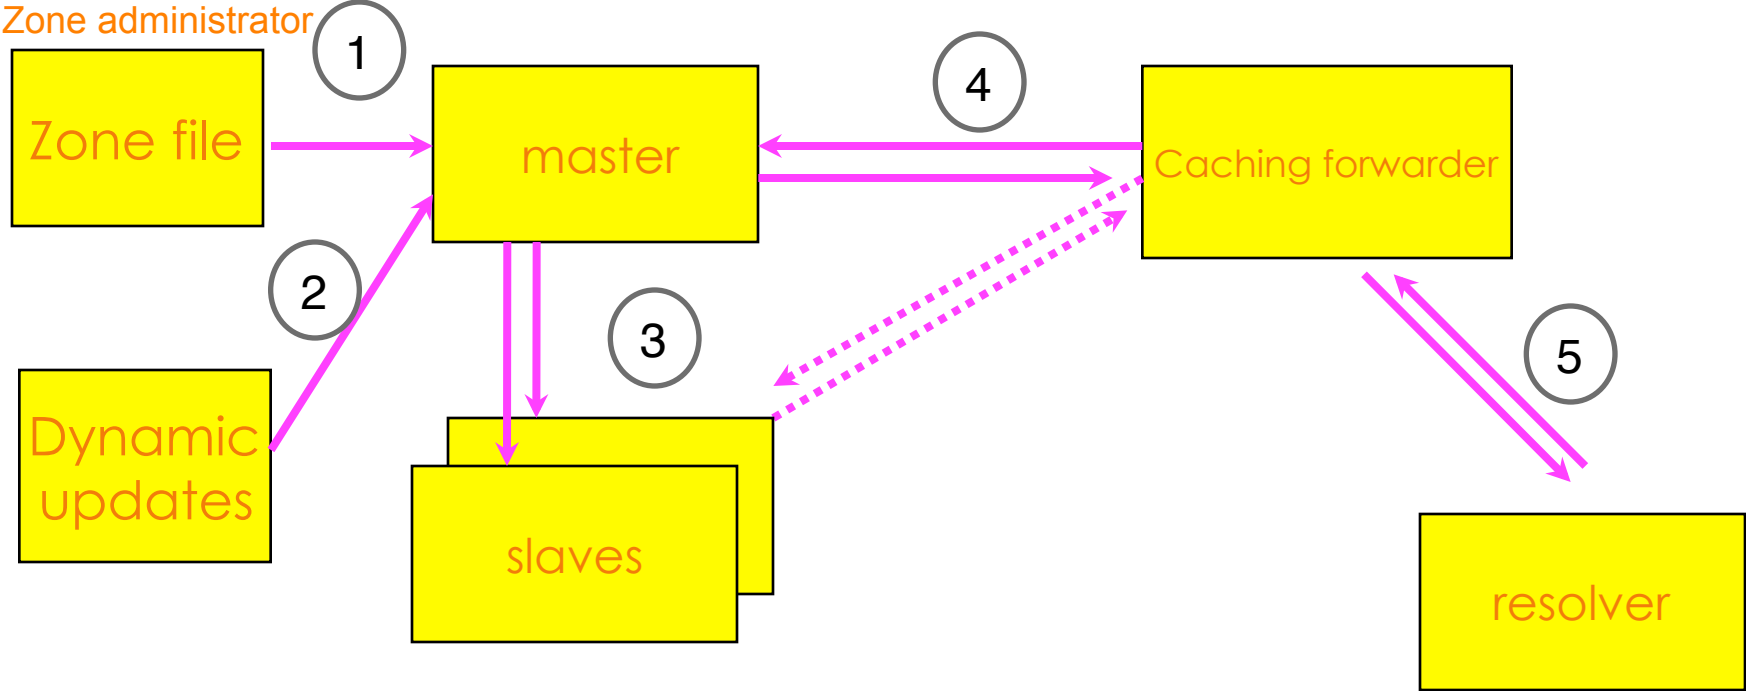 Zone administrator
1
4
Zone file
master
Caching forwarder
2
3
5
Dynamic
updates
slaves
resolver